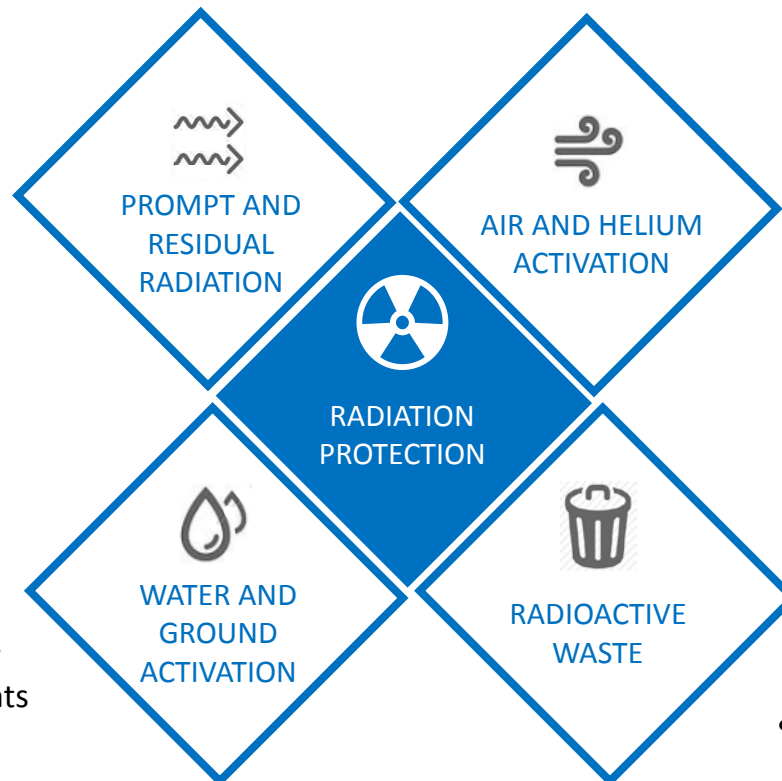 PROMPT AND
RESIDUAL
RADIATION
AIR AND HELIUM
ACTIVATION
RADIATION
PROTECTION
WATER AND
GROUND
ACTIVATION
RADIOACTIVE
WASTE